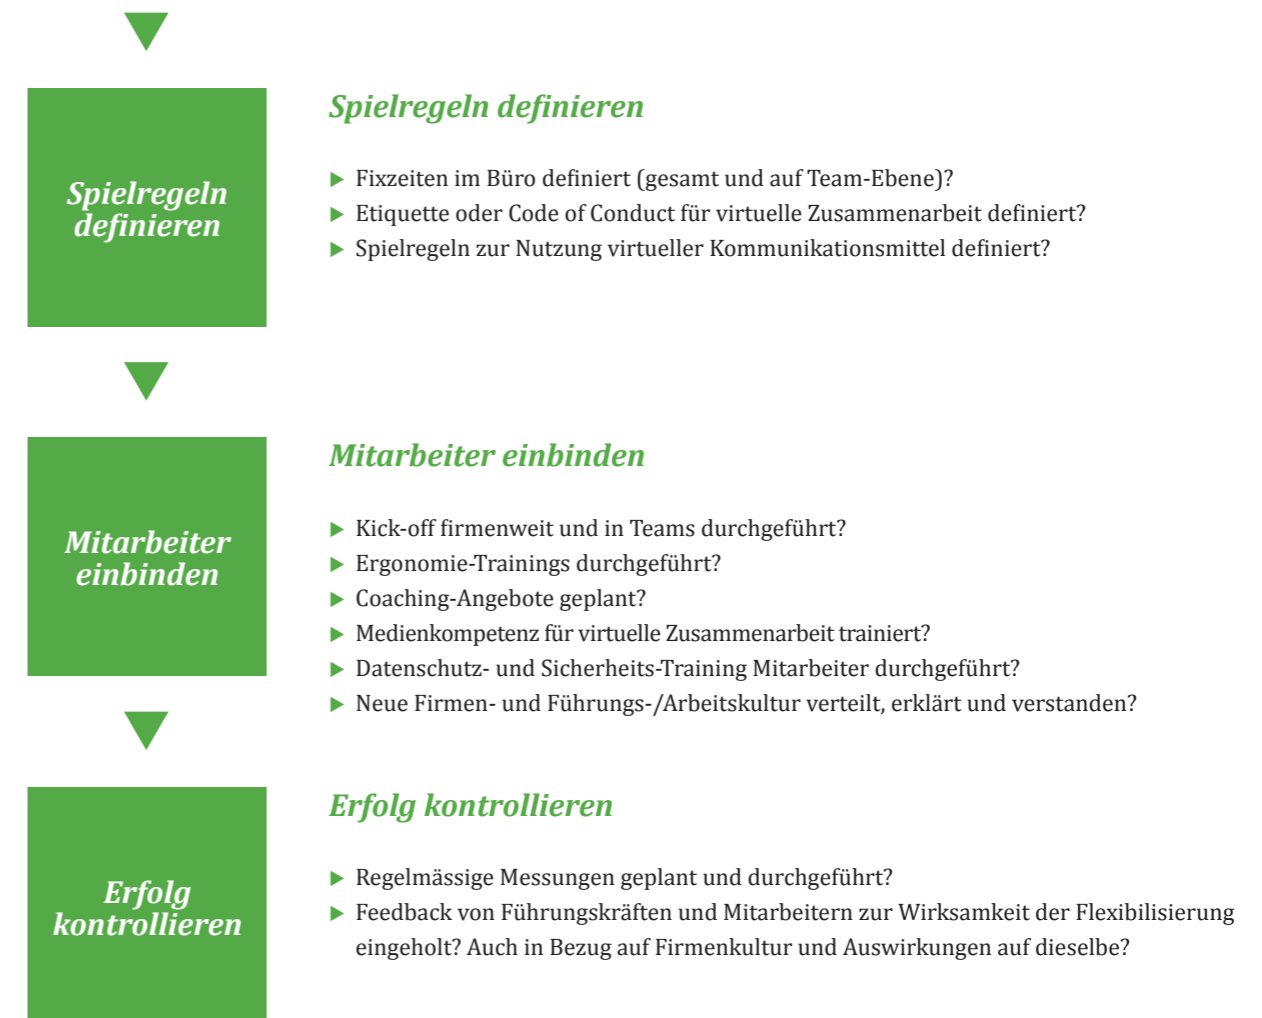 Spielregeln
definieren
Spielregeln definieren
▶ Fixzeiten im Büro definiert (gesamt und auf Team-Ebene)?
▶ Etiquette oder Code of Conduct für virtuelle Zusammenarbeit definiert?
▶ Spielregeln zur Nutzung virtueller Kommunikationsmittel definiert?
Mitarbeiter
einbinden
Mitarbeiter einbinden
▶ Kick-off firmenweit und in Teams durchgeführt?
▶ Ergonomie-Trainings durchgeführt?
▶ Coaching-Angebote geplant?
▶ Medienkompetenz für virtuelle Zusammenarbeit trainiert?
▶ Datenschutz- und Sicherheits-Training Mitarbeiter durchgeführt?
▶ Neue Firmen- und Führungs-/Arbeitskultur verteilt, erklärt und verstanden?
Erfolg
kontrollieren
Erfolg kontrollieren
▶ Regelmässige Messungen geplant und durchgeführt?
▶ Feedback von Führungskräften und Mitarbeitern zur Wirksamkeit der Flexibilisierung
eingeholt? Auch in Bezug auf Firmenkultur und Auswirkungen auf dieselbe?